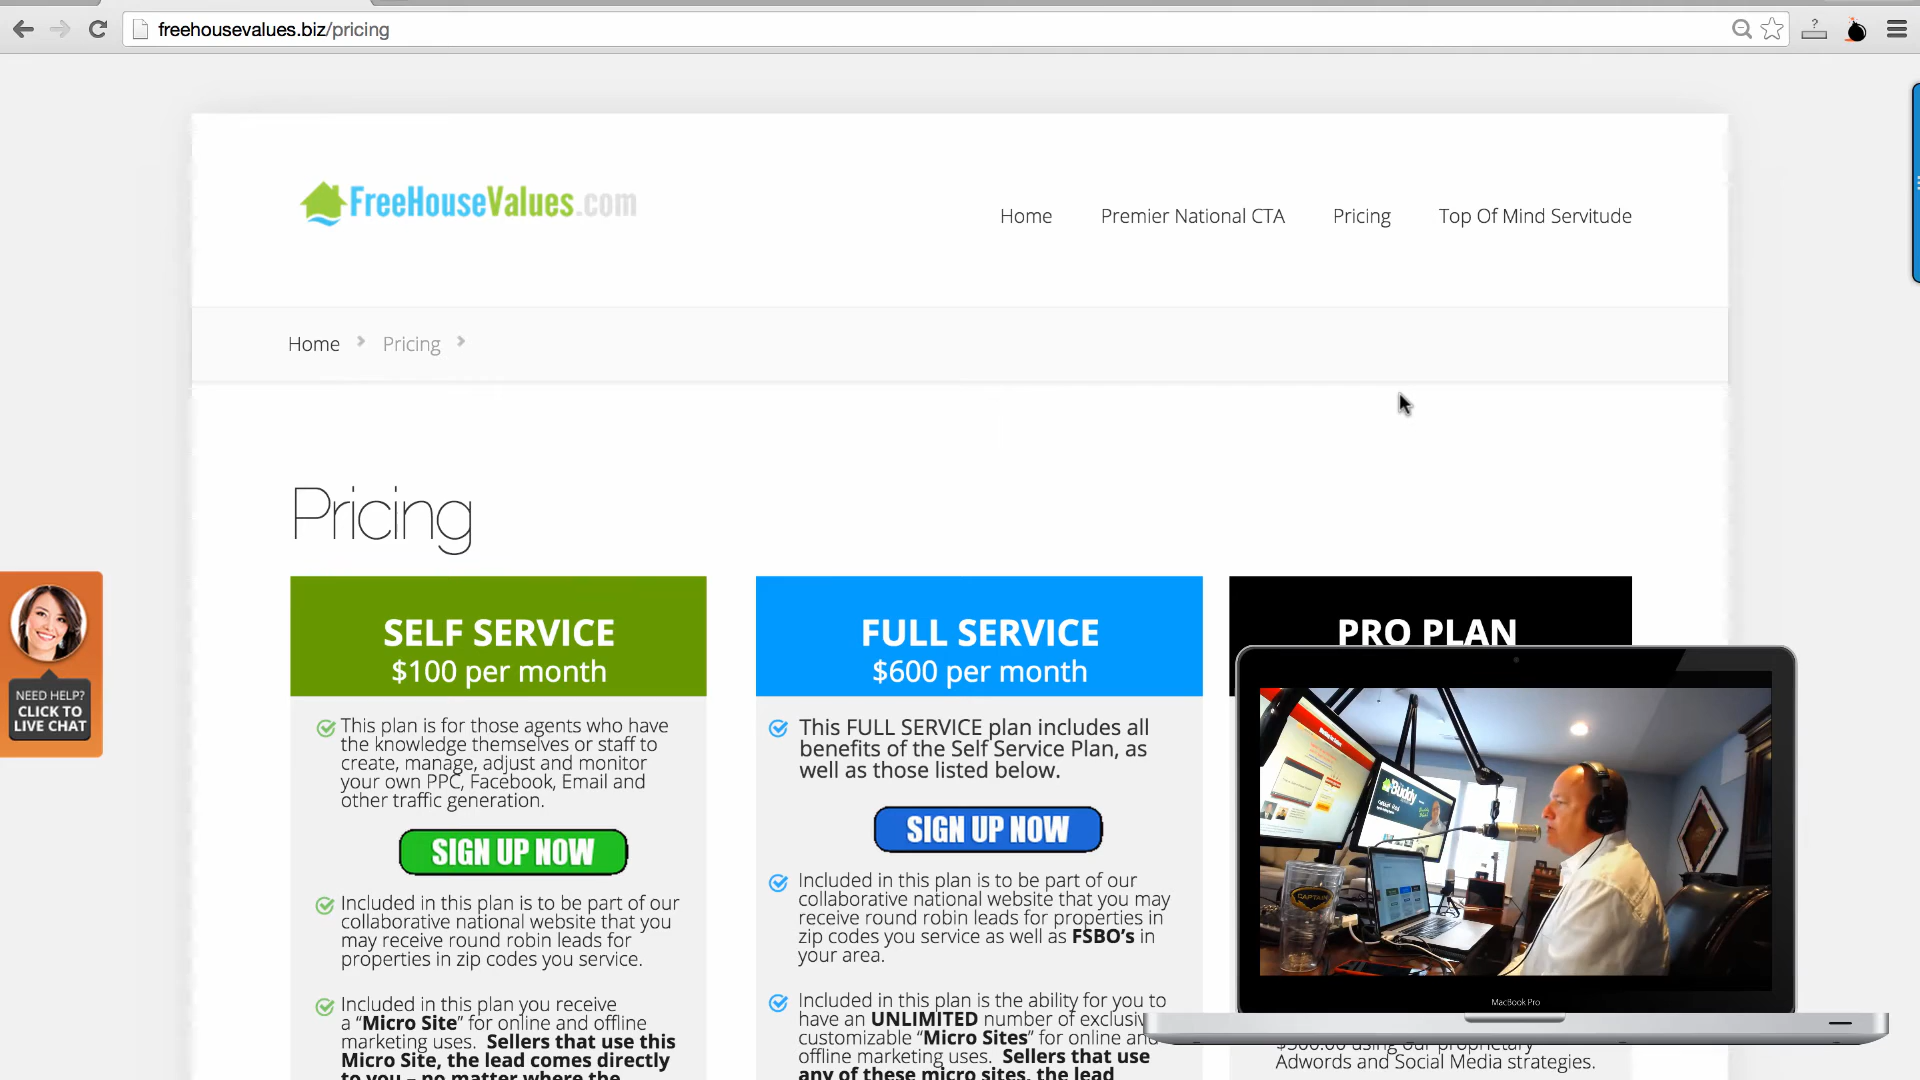 freehousevalues.biz/pricing
FreeHouseValues.com
Home
Premier National CTA
Pricing
Top Of Mind Servitude
Home
Pricing
Pricing
SELF SERVICE
$100 per month
This plan is for those agents who have
the knowledge themselves or staff to
create, manage, adjust and monitor
your own PPC, Facebook, Email and
other traffic generation.
SIGN UP NOW
Included in this plan is to be part of our
collaborative national website that you
may receive round robin leads for
properties in zip codes you service.
Included in this plan you receive
a “Micro Site” for online and offline
marketing uses. Sellers that use this
Micro Site, the lead comes directly
to you – no matter where the
FULL SERVICE
$600 per month
This FULL SERVICE plan includes all
benefits of the Self Service Plan, as
well as those listed below.
SIGN UP NOW
Included in this plan is to be part of our
collaborative national website that you may
receive round robin leads for properties in
zip codes you service as well as FSBO’s in
your area.
Included in this plan is the ability for you to
have an UNLIMITED number of
customizable “Micro Sites” for online and
offline marketing uses. Sellers that use
any of these micro sites, the lead
PRO PLAN
$500.00 using our proprietary
Adwords and Social Media strategies.
NEED HELP?
CLICK TO
LIVE CHAT
Buddy
CAPTAIN
MacBook Pro